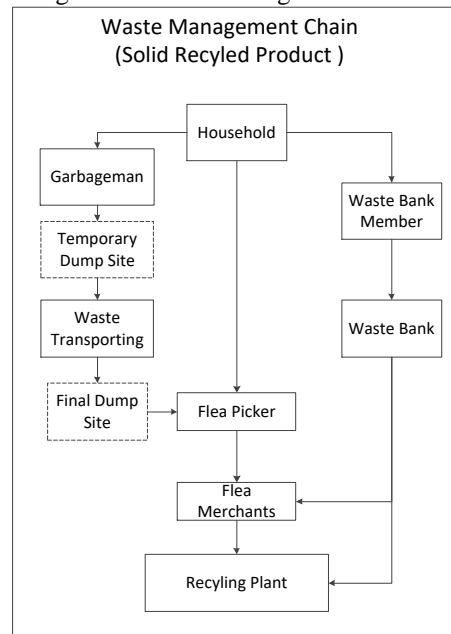 Waste Management Chain
(Solid Recyled Product )
Household
Garbageman
Waste Bank
Member
Temporary
Dump Site
Waste
Transporting
Waste Bank
Final Dump
Site
Flea Picker
Flea
Merchants
Recyling Plant